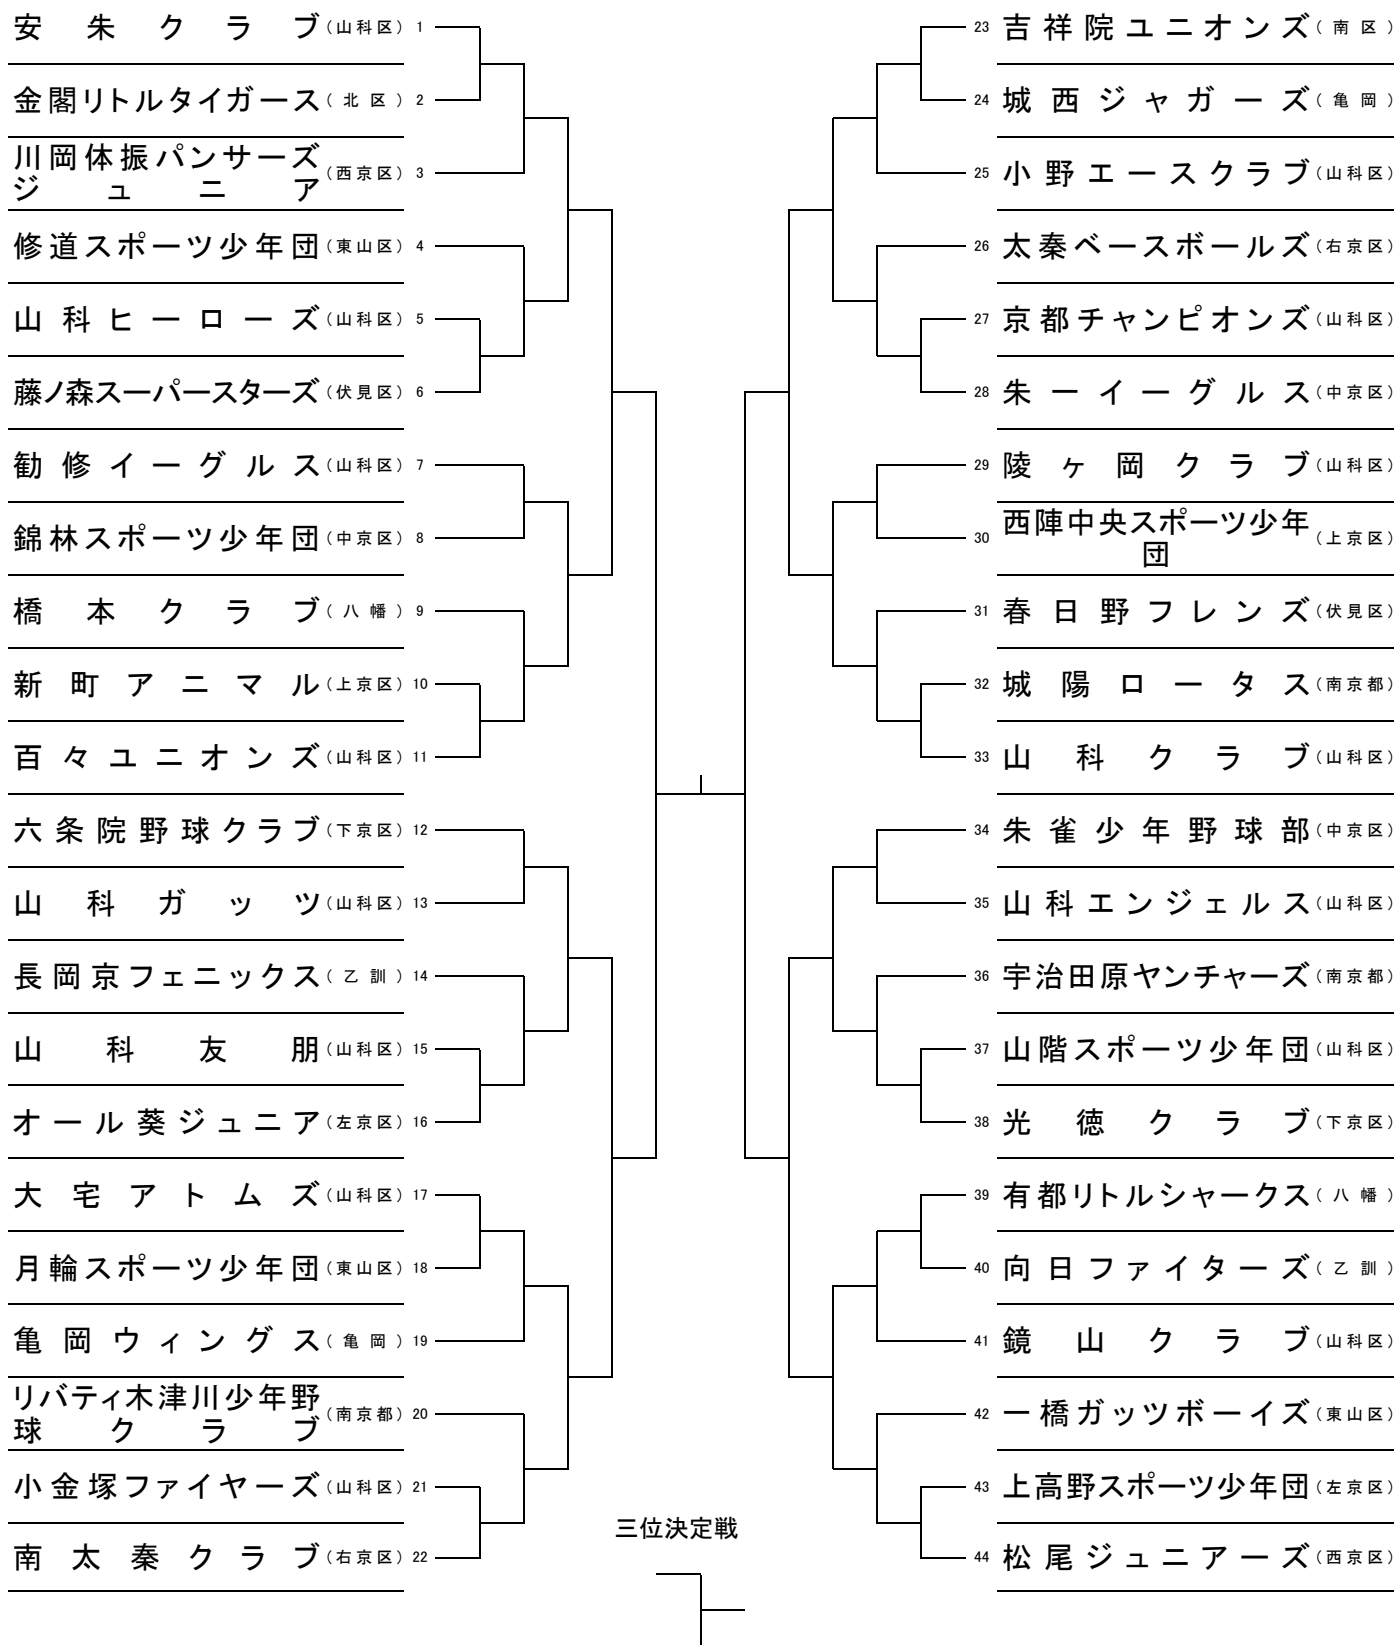 安朱クラブ(山科区) 1
金閣リトルタイガース(北区) 2
川岡体振パンサーズ
ジュニア(西京区) 3
修道スポーツ少年団(東山区) 4
山科ヒーローズ(山科区) 5
藤ノ森スーパースターズ(伏見区) 6
勧修イーグルス(山科区) 7
錦林スポーツ少年団(中京区) 8
橋本クラブ(八幡) 9
新町アニマル(上京区) 10
百々ユニオンズ(山科区) 11
六条院野球クラブ(下京区) 12
山科ガッツ(山科区) 13
長岡京フェニックス(乙訓) 14
山科友朋(山科区) 15
オール葵ジュニア(左京区) 16
大宅アトムズ(山科区) 17
月輪スポーツ少年団(東山区) 18
亀岡ウィングス(亀岡) 19
リバティ木津川少年野
球クラブ(南京都) 20
小金塚ファイヤーズ(山科区) 21
南太秦クラブ(右京区) 22
23 吉祥院ユニオンズ(南区)
24 城西ジャガーズ(亀岡)
25 小野エースクラブ(山科区)
26 太秦ベースボールズ(右京区)
27 京都チャンピオンズ(山科区)
28 朱一イーグルス(中京区)
29 陵ヶ岡クラブ(山科区)
30 西陣中央スポーツ少年
団(上京区)
31 春日野フレンズ(伏見区)
32 城陽ロータス(南京都)
33 山科クラブ(山科区)
34 朱雀少年野球部(中京区)
35 山科エンジェルス(山科区)
36 宇治田原ヤンチャーズ(南京都)
37 山階スポーツ少年団(山科区)
38 光徳クラブ(下京区)
39 有都リトルシャークス(八幡)
40 向日ファイターズ(乙訓)
41 鏡山クラブ(山科区)
42 一橋ガッツボーイズ(東山区)
43 上高野スポーツ少年団(左京区)
44 松尾ジュニアーズ(西京区)
三位決定戦